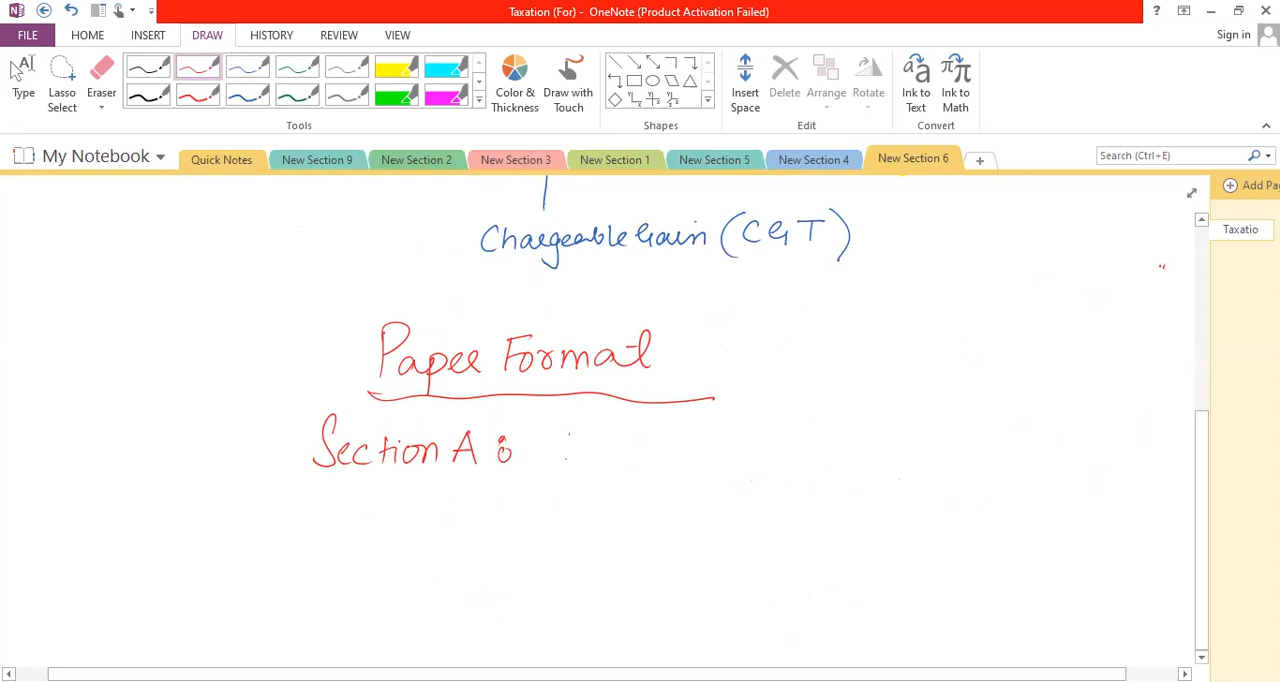 Taxation (For) - OneNote (Product Activation Failed)
FILE HOME INSERT DRAW HISTORY REVIEW VIEW Sign in
Type Lasso Select Eraser Color & Thickness Draw with Touch Insert Space Delete Arrange Rotate Ink to Text Ink to Math
Tools Shapes Edit Convert
My Notebook Quick Notes New Section 9 New Section 2 New Section 3 New Section 1 New Section 5 New Section 4 New Section 6 Search (Ctrl+E)
Add Pa
Taxatio
Chargeable Gain (CGT)
Paper Format
Section A :